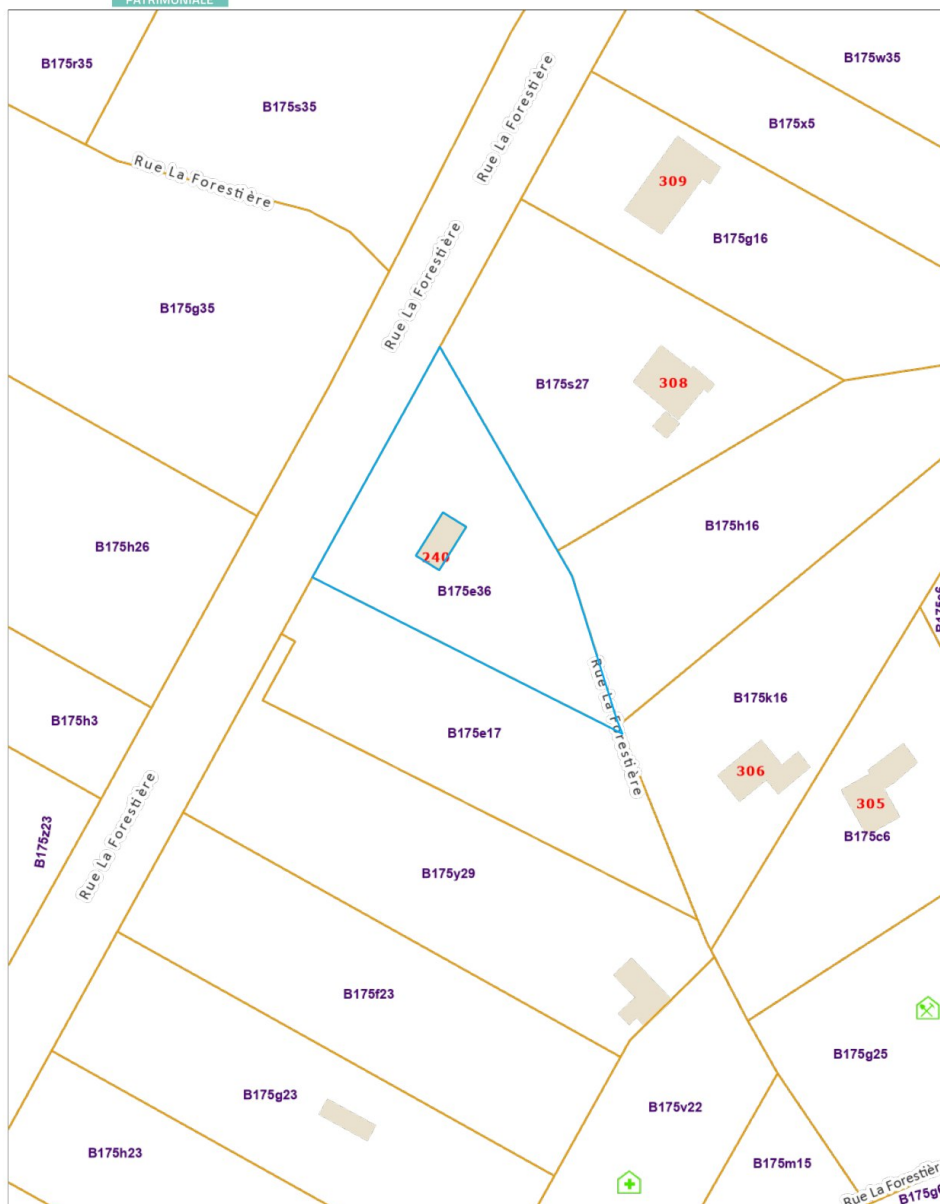 PATRIMONIALE
B175r35
B175s35
Rue La Forestière
B175w35
B175x5
Rue La Forestière
309
B175g16
Rue La Forestière
B175g35
B175s27
308
B175h26
B175h16
240
B175e36
Rue La Forestière
B175h3
B175e17
B175k16
306
305
B175c6
B175z23
Rue La Forestière
B175y29
B175f23
B175g25
B175g23
B175v22
B175h23
B175m15
Rue La Forestière